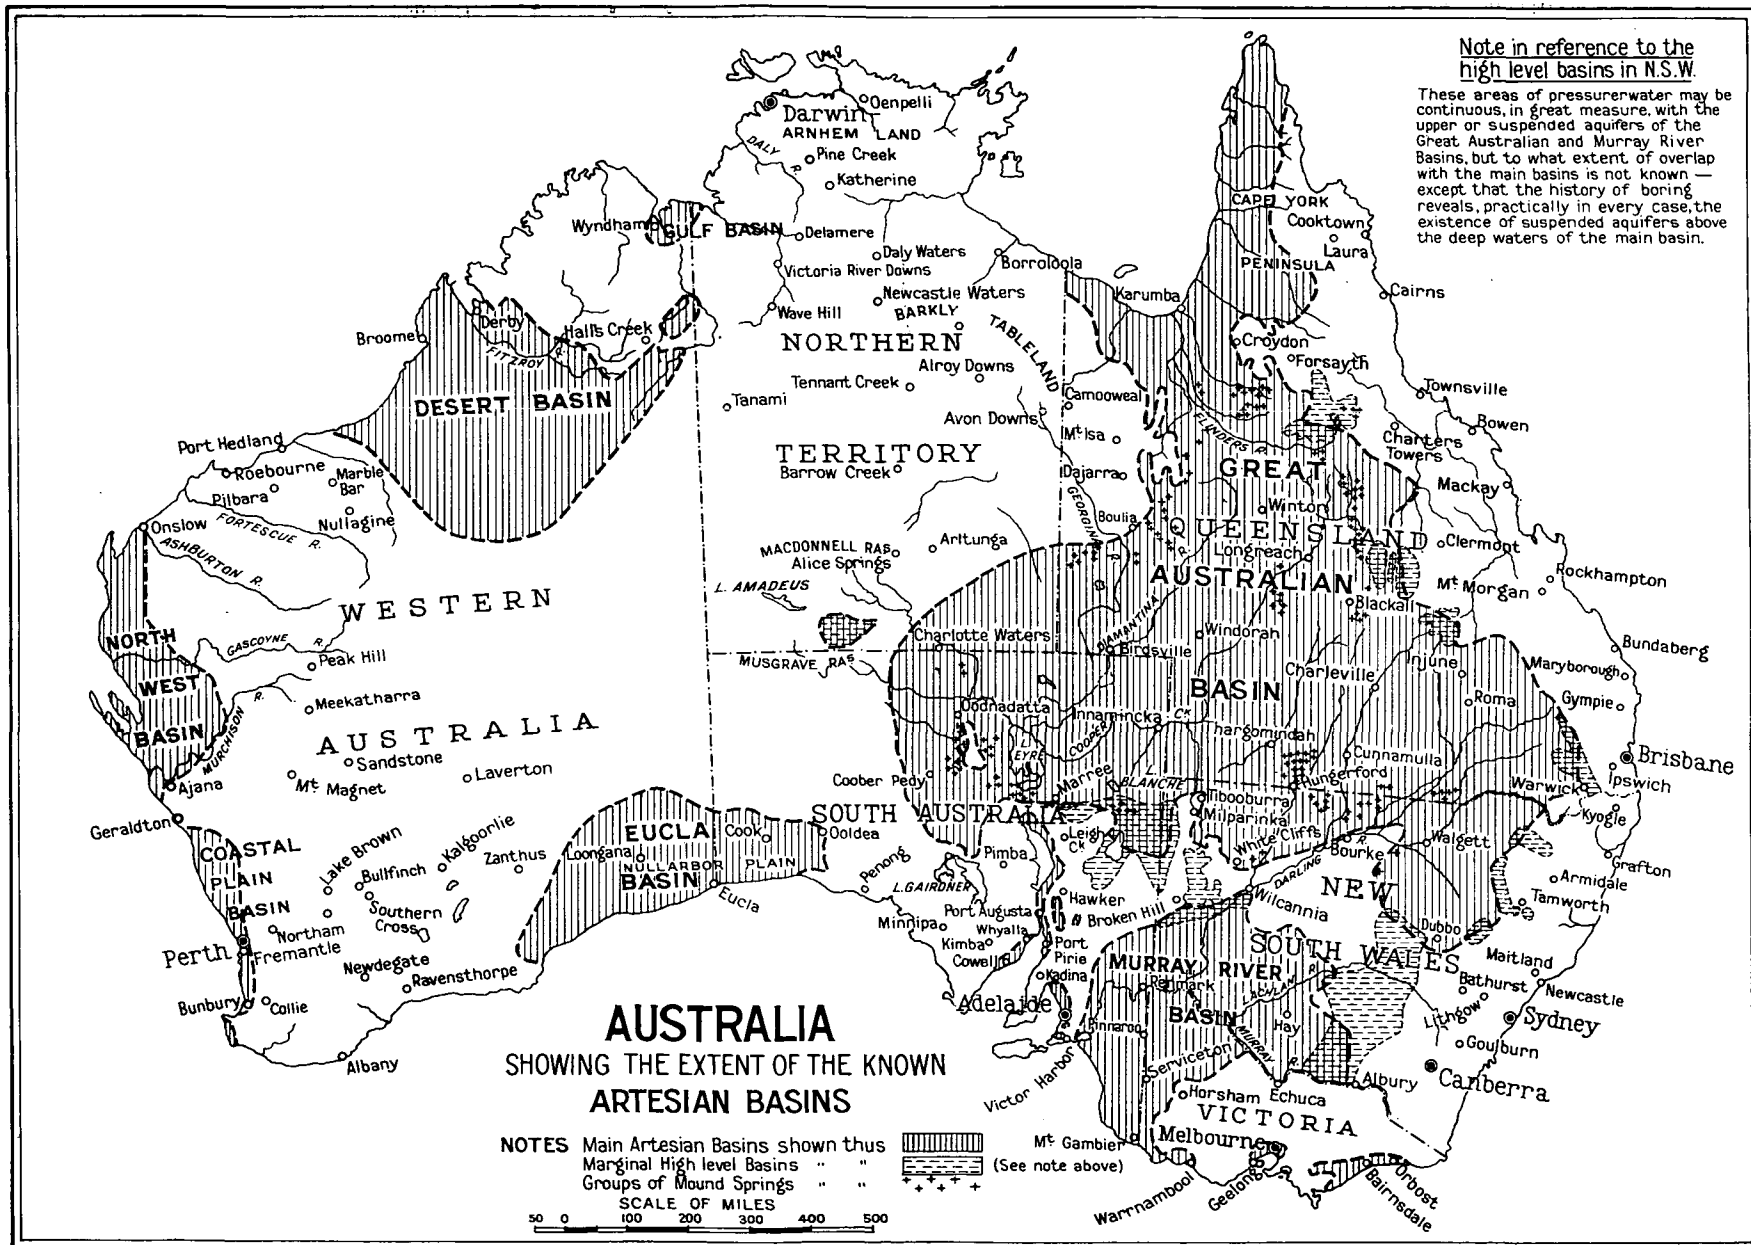 Note in reference to the
high level basins in N.S.W.
These areas of pressurerwater may be
continuous, in great measure, with the
upper or suspended aquifers of the
Great Australian and Murray River
Basins, but to what extent of overlap
with the main basins is not known —
except that the history of boring
reveals, practically in every case, the
existence of suspended aquifers above
the deep waters of the main basin.
Darwin
Oenpelli
ARNHEM LAND
DALY R.
Pine Creek
Katherine
Wyndham
GULF BASIN
Delamere
Daly Waters
Victoria River Downs
Borroloola
Newcastle Waters
Wave Hill
BARKLY
TABLELAND
NORTHERN
TERRITORY
Alroy Downs
Tennant Creek
Tanami
Avon Downs
Barrow Creek
Arltunga
MACDONNELL RAS
Alice Springs
L. AMADEUS
MUSGRAVE RAS
Charlotte Waters
CAPE YORK
PENINSULA
Cooktown
Laura
Cairns
Karumba
Croydon
Forsayth
Townsville
Bowen
Camooweal
Mt Isa
Dajarra
FLINDERS R.
Charters
Towers
Mackay
GREAT
AUSTRALIAN
BASIN
QUEENSLAND
Winton
Boulia
GEORGINA R.
Longreach
Clermont
Rockhampton
Mt Morgan
Blackall
DIAMANTINA R.
Windorah
Birdsville
Charleville
Injune
Bundaberg
Maryborough
Gympie
Roma
Brisbane
Ipswich
Warwick
Cunnamulla
Thargomindah
Hungerford
Innamincka
COOPERS CK
Oodnadatta
L. EYRE
Coober Pedy
Marree
L. BLANCHE
Broome
Derby
Halls Creek
FITZROY R.
DESERT BASIN
Port Hedland
Roebourne
Marble
Bar
Pilbara
Nullagine
Onslow
FORTESCUE R.
ASHBURTON R.
WESTERN
AUSTRALIA
NORTH
WEST
BASIN
GASCOYNE R.
Peak Hill
Meekatharra
MURCHISON R.
Sandstone
Mt Magnet
Laverton
Ajana
Geraldton
COASTAL
PLAIN
BASIN
Lake Brown
Kalgoorlie
Bullfinch
Zanthus
Southern
Cross
Northam
Perth
Fremantle
Newdegate
Ravensthorpe
Bunbury
Collie
Albany
EUCLA
BASIN
Loongana
NULLARBOR PLAIN
Cook
Ooldea
Eucla
SOUTH AUSTRALIA
Penong
L. GAIRDNER
Pimba
Leigh
Ck
Hawker
Port Augusta
Minnipa
Whyalla
Kimba
Cowell
Port
Pirie
Kadina
Adelaide
Victor Harbor
Broken Hill
Tibooburra
Milparinka
White Cliffs
Wilcannia
DARLING R.
Bourke
Walgett
Kyogle
Grafton
Armidale
Tamworth
NEW
SOUTH WALES
Dubbo
Maitland
Bathurst
Newcastle
Lithgow
Sydney
Goulburn
Canberra
MURRAY RIVER
BASIN
Renmark
LACHLAN R.
Pinnaroo
Hay
MURRAY R.
Serviceton
Albury
Horsham
Echuca
VICTORIA
Mt Gambier
Melbourne
Warrnambool
Geelong
Bairnsdale
Orbost
AUSTRALIA
SHOWING THE EXTENT OF THE KNOWN
ARTESIAN BASINS
NOTES Main Artesian Basins shown thus
Marginal High level Basins " " (See note above)
Groups of Mound Springs " "
SCALE OF MILES
50 0 100 200 300 400 500